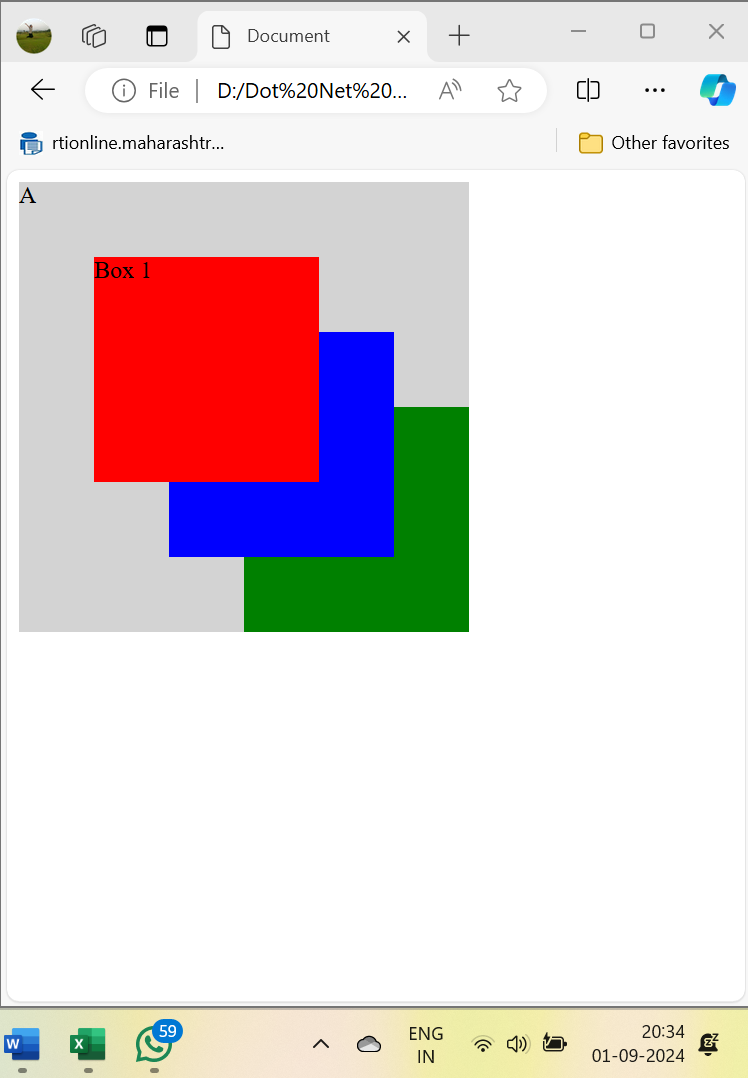 Document
File
D:/Dot%20Net%20...
rtionline.maharashtr...
Other favorites
A
Box 1
W
X
59
ENG
IN
20:34
01-09-2024